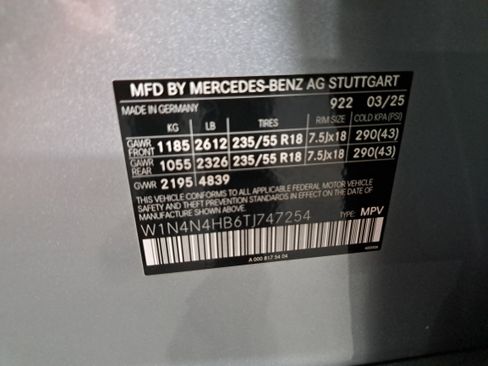 MFD BY MERCEDES-BENZ AG STUTTGART
MADE IN GERMANY 922 03/25
KG LB TIRES RIM SIZE COLD KPA (PSI)
GAWR FRONT 1185 2612 235/55 R18 7.5Jx18 290(43)
GAWR REAR 1055 2326 235/55 R18 7.5Jx18 290(43)
GVWR 2195 4839
THIS VEHICLE CONFORMS TO ALL APPLICABLE FEDERAL MOTOR VEHICLE
SAFETY AND THEFT PREVENTION STANDARDS IN EFFECT ON THE DATE OF
MANUFACTURE SHOWN ABOVE.
W1N4N4HB6TJ747254 TYPE: MPV
A 000 817 54 04